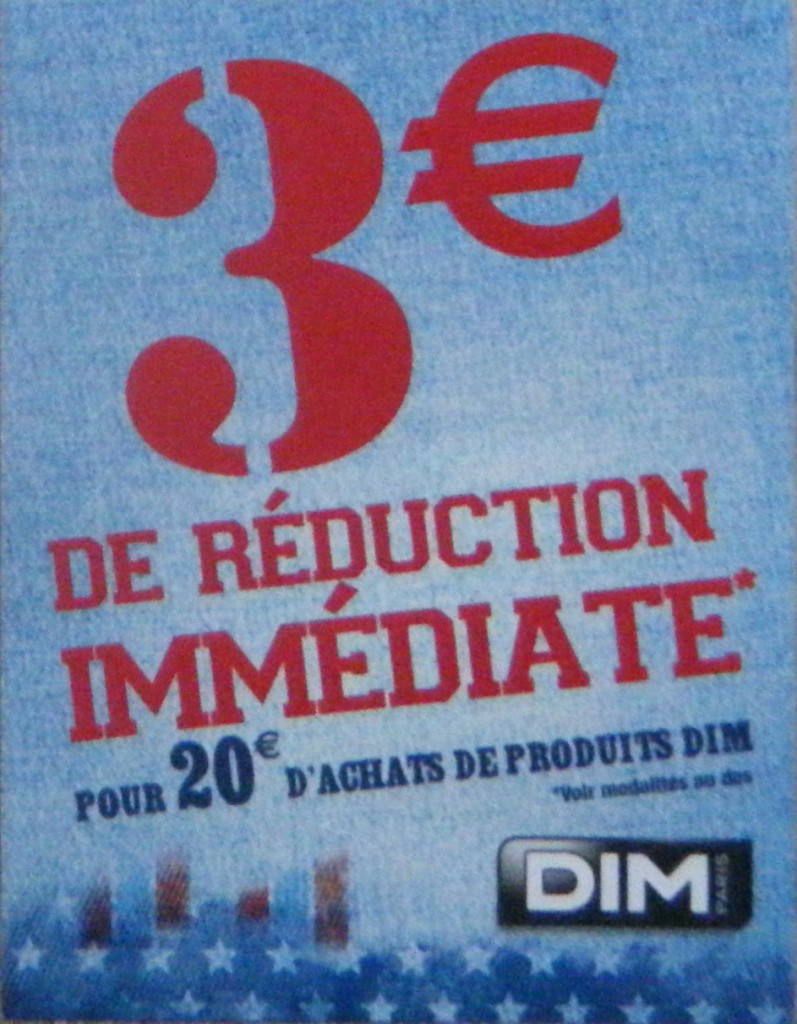 3€
DE RÉDUCTION
IMMÉDIATE*
POUR 20€ D'ACHATS DE PRODUITS DIM
*Voir modalités au dos
DIM PARIS